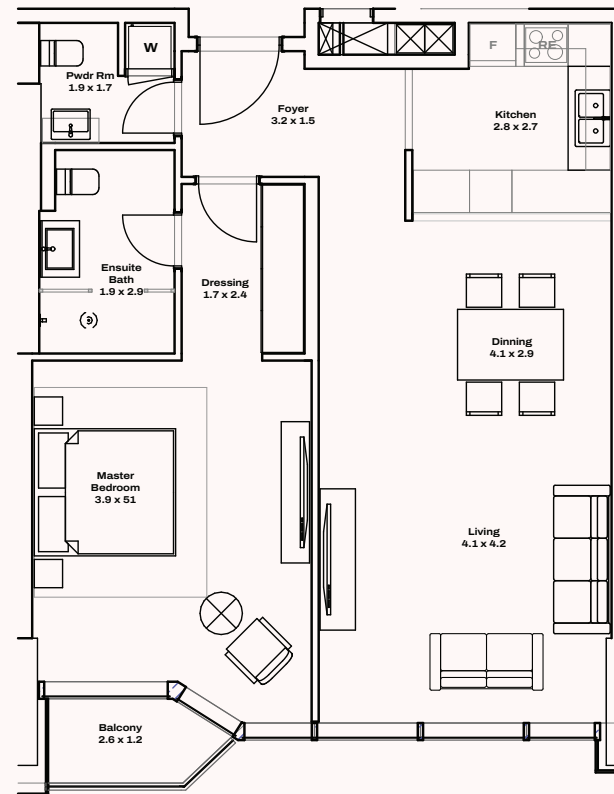 W
Pwdr Rm
1.9 x 1.7
Foyer
3.2 x 1.5
F
RE
Kitchen
2.8 x 2.7
Ensuite
Bath
1.9 x 2.9
Dressing
1.7 x 2.4
Dinning
4.1 x 2.9
Master
Bedroom
3.9 x 51
Living
4.1 x 4.2
Balcony
2.6 x 1.2